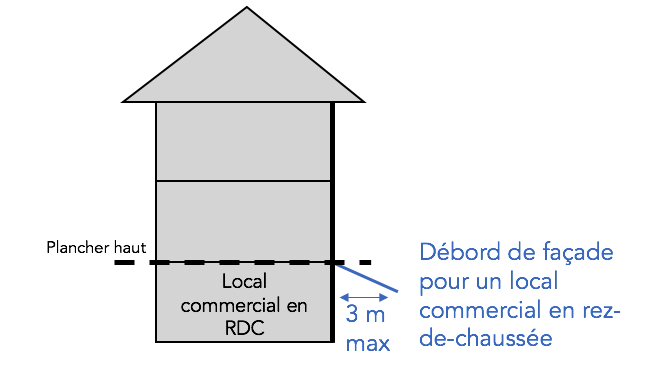 Plancher haut
Local
commercial en
RDC
3 m
max
Débord de façade
pour un local
commercial en rez-
de-chaussée